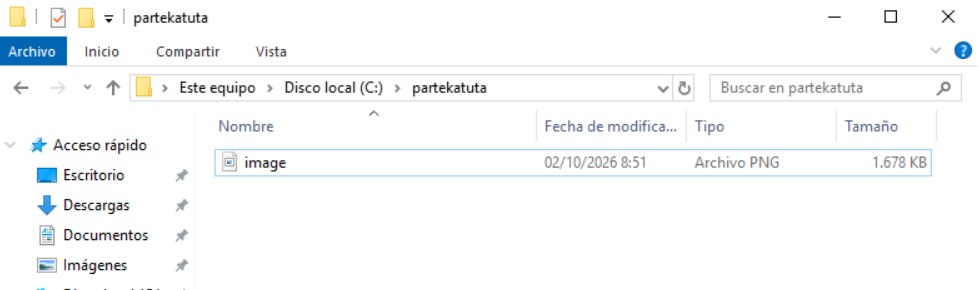 partekatuta
Archivo Inicio Compartir Vista
Este equipo > Disco local (C:) > partekatuta Buscar en partekatuta
Nombre Fecha de modifica... Tipo Tamaño
Acceso rápido
image 02/10/2026 8:51 Archivo PNG 1.678 KB
Escritorio
Descargas
Documentos
Imágenes